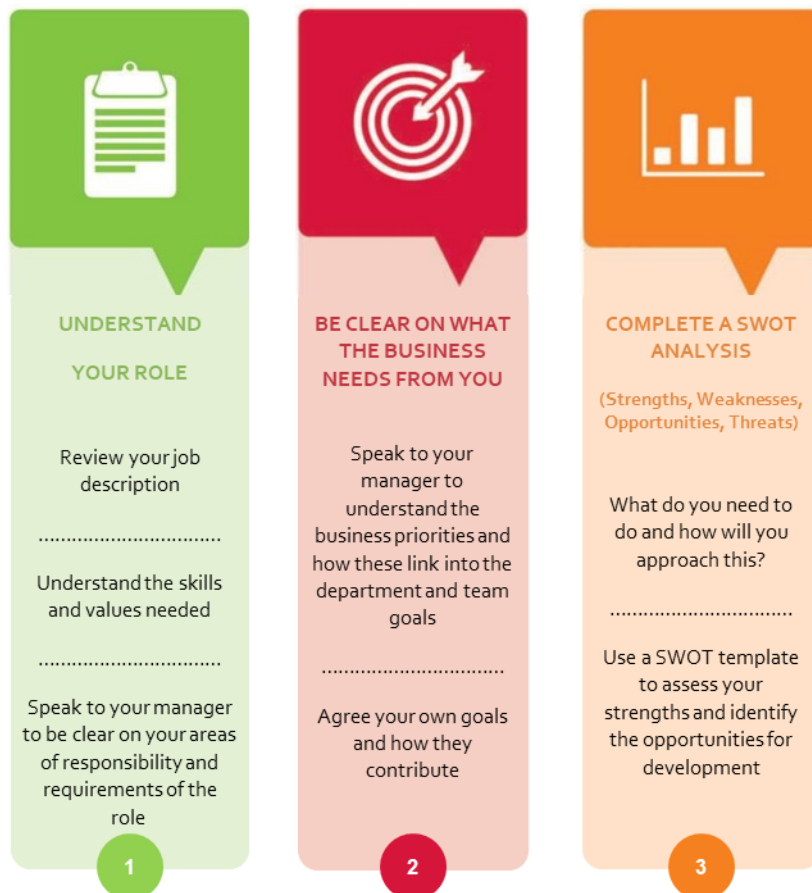 UNDERSTAND
YOUR ROLE
Review your job
description
.................................
Understand the skills
and values needed
.................................
Speak to your manager
to be clear on your areas
of responsibility and
requirements of the
role
1
BE CLEAR ON WHAT
THE BUSINESS
NEEDS FROM YOU
Speak to your
manager to
understand the
business priorities and
how these link into the
department and team
goals
.................................
Agree your own goals
and how they
contribute
2
COMPLETE A SWOT
ANALYSIS
(Strengths, Weaknesses,
Opportunities, Threats)
What do you need to
do and how will you
approach this?
.................................
Use a SWOT template
to assess your
strengths and identify
the opportunities for
development
3